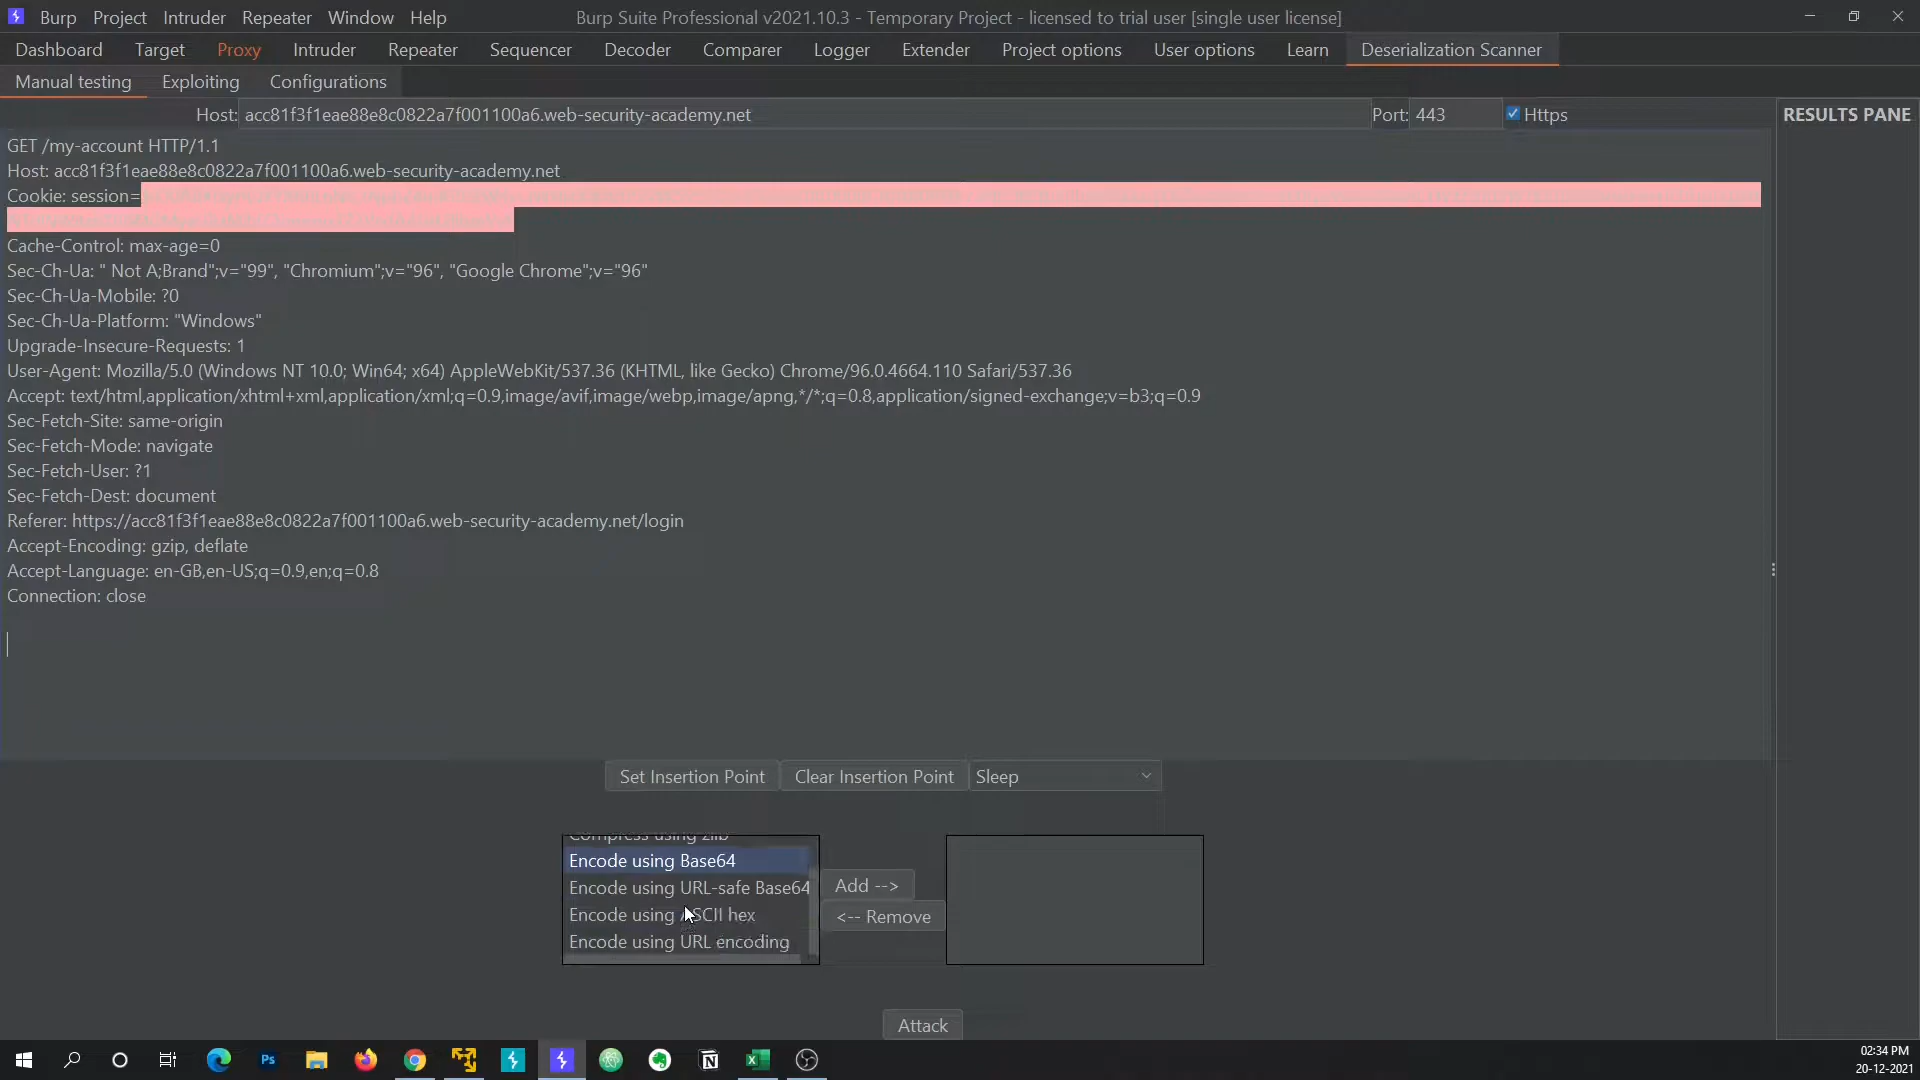 Burp Project Intruder Repeater Window Help Burp Suite Professional v2021.10.3 - Temporary Project - licensed to trial user [single user license]
Dashboard Target Proxy Intruder Repeater Sequencer Decoder Comparer Logger Extender Project options User options Learn Deserialization Scanner
Manual testing Exploiting Configurations
Host: acc81f3f1eae88e8c0822a7f001100a6.web-security-academy.net Port: 443 Https RESULTS PANE
GET /my-account HTTP/1.1
Host: acc81f3f1eae88e8c0822a7f001100a6.web-security-academy.net
Cookie: session=
Cache-Control: max-age=0
Sec-Ch-Ua: " Not A;Brand";v="99", "Chromium";v="96", "Google Chrome";v="96"
Sec-Ch-Ua-Mobile: ?0
Sec-Ch-Ua-Platform: "Windows"
Upgrade-Insecure-Requests: 1
User-Agent: Mozilla/5.0 (Windows NT 10.0; Win64; x64) AppleWebKit/537.36 (KHTML, like Gecko) Chrome/96.0.4664.110 Safari/537.36
Accept: text/html,application/xhtml+xml,application/xml;q=0.9,image/avif,image/webp,image/apng,*/*;q=0.8,application/signed-exchange;v=b3;q=0.9
Sec-Fetch-Site: same-origin
Sec-Fetch-Mode: navigate
Sec-Fetch-User: ?1
Sec-Fetch-Dest: document
Referer: https://acc81f3f1eae88e8c0822a7f001100a6.web-security-academy.net/login
Accept-Encoding: gzip, deflate
Accept-Language: en-GB,en-US;q=0.9,en;q=0.8
Connection: close
Set Insertion Point Clear Insertion Point Sleep
Compress using zlib
Encode using Base64
Encode using URL-safe Base64 Add -->
Encode using ASCII hex <-- Remove
Encode using URL encoding
Attack
Ps
02:34 PM
20-12-2021